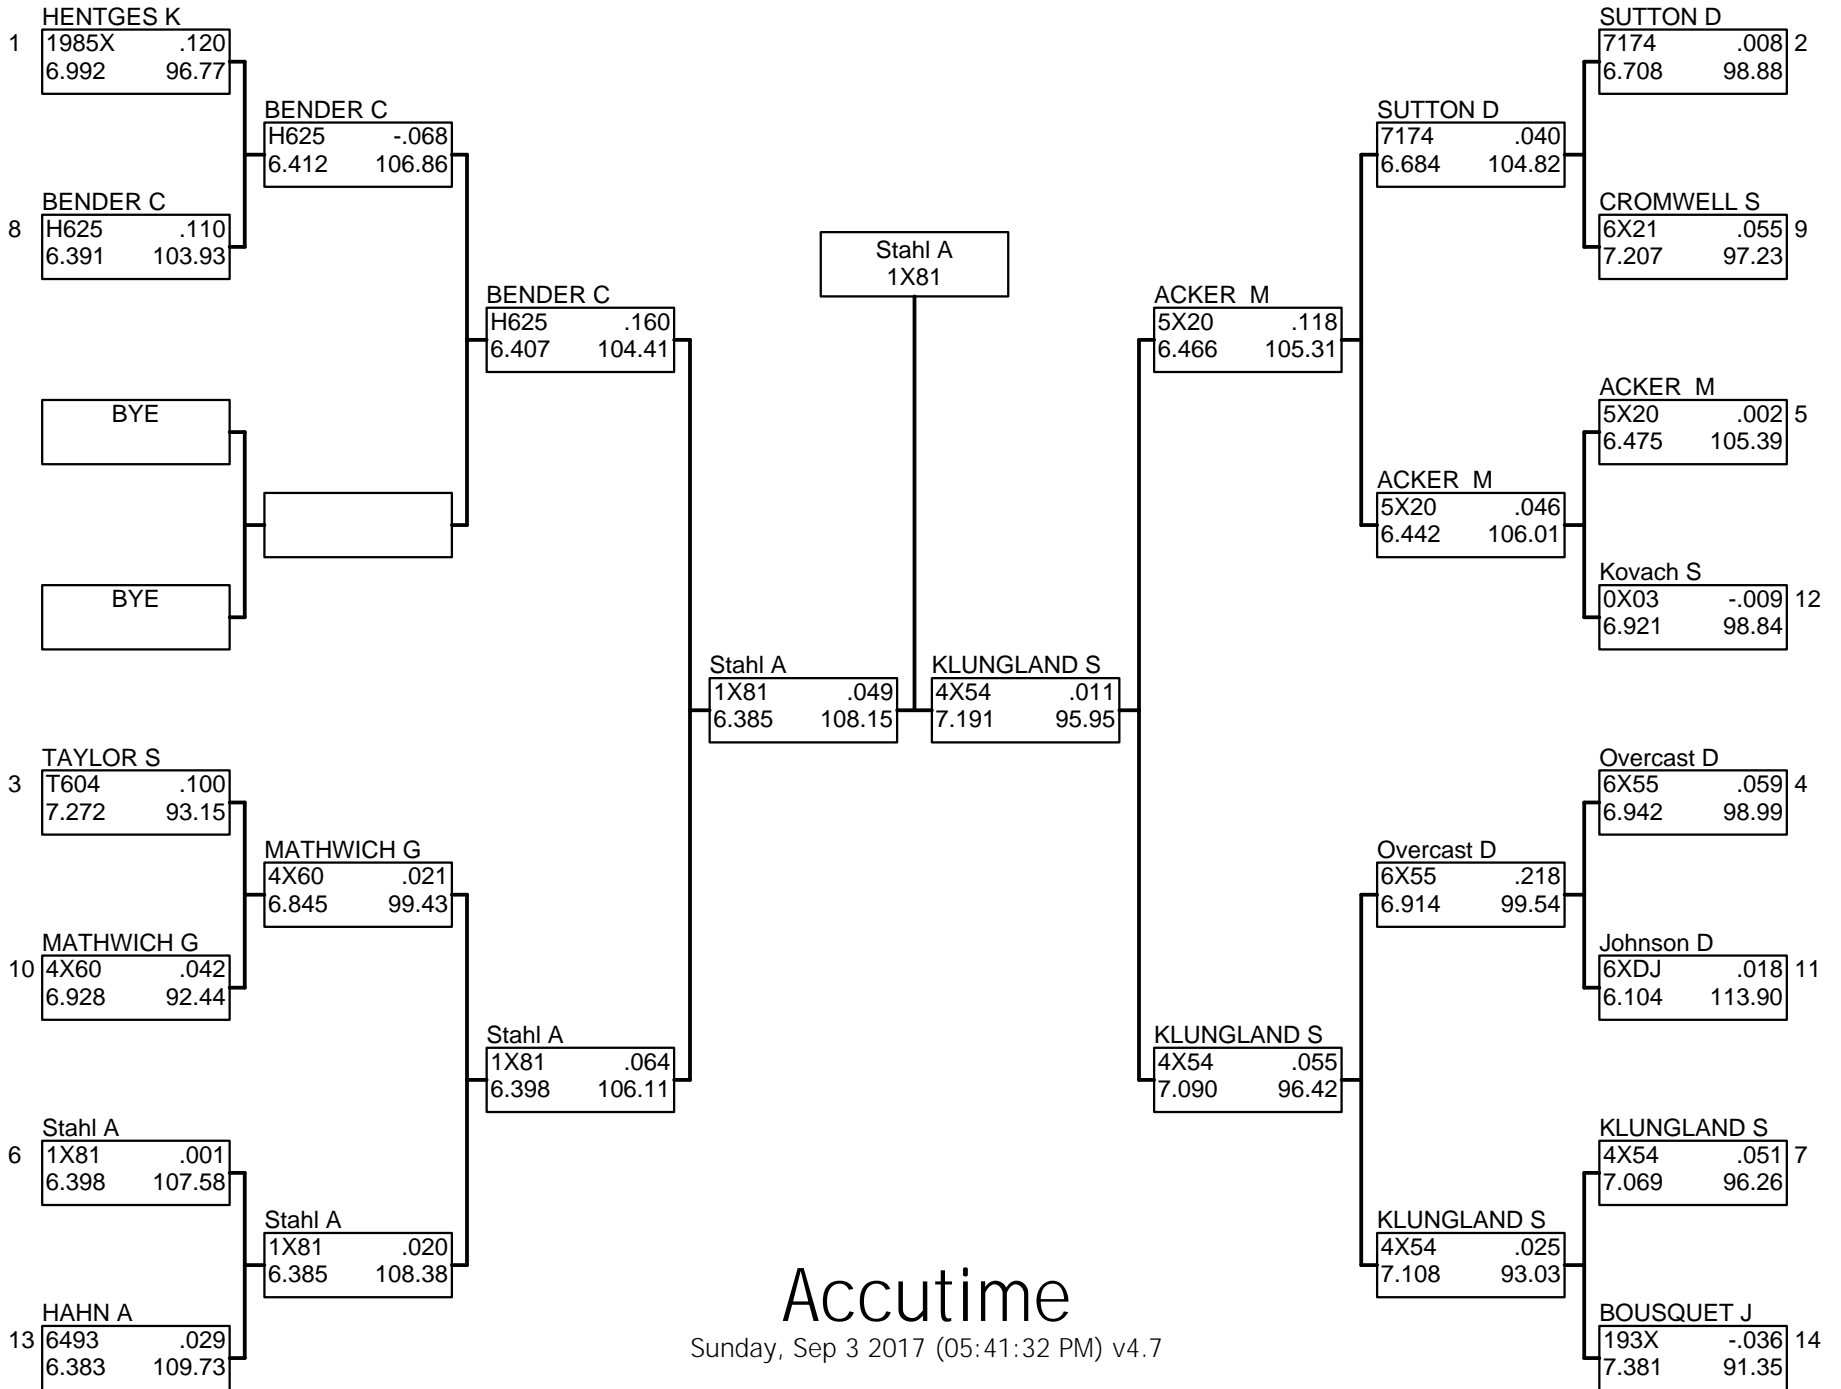 HENTGES K
1 1985X .120
6.992 96.77
BENDER C
8 H625 .110
6.391 103.93
BYE
BYE
TAYLOR S
3 T604 .100
7.272 93.15
MATHWICH G
10 4X60 .042
6.928 92.44
Stahl A
6 1X81 .001
6.398 107.58
HAHN A
13 6493 .029
6.383 109.73
BENDER C
H625 -.068
6.412 106.86
MATHWICH G
4X60 .021
6.845 99.43
Stahl A
1X81 .020
6.385 108.38
BENDER C
H625 .160
6.407 104.41
Stahl A
1X81 .064
6.398 106.11
Stahl A
1X81 .049
6.385 108.15
Stahl A
1X81
KLUNGLAND S
4X54 .011
7.191 95.95
ACKER  M
5X20 .118
6.466 105.31
KLUNGLAND S
4X54 .055
7.090 96.42
SUTTON D
7174 .040
6.684 104.82
ACKER  M
5X20 .046
6.442 106.01
Overcast D
6X55 .218
6.914 99.54
KLUNGLAND S
4X54 .025
7.108 93.03
SUTTON D
7174 .008 2
6.708 98.88
CROMWELL S
6X21 .055 9
7.207 97.23
ACKER  M
5X20 .002 5
6.475 105.39
Kovach S
0X03 -.009 12
6.921 98.84
Overcast D
6X55 .059 4
6.942 98.99
Johnson D
6XDJ .018 11
6.104 113.90
KLUNGLAND S
4X54 .051 7
7.069 96.26
BOUSQUET J
193X -.036 14
7.381 91.35
Accutime
Sunday, Sep 3 2017 (05:41:32 PM) v4.7